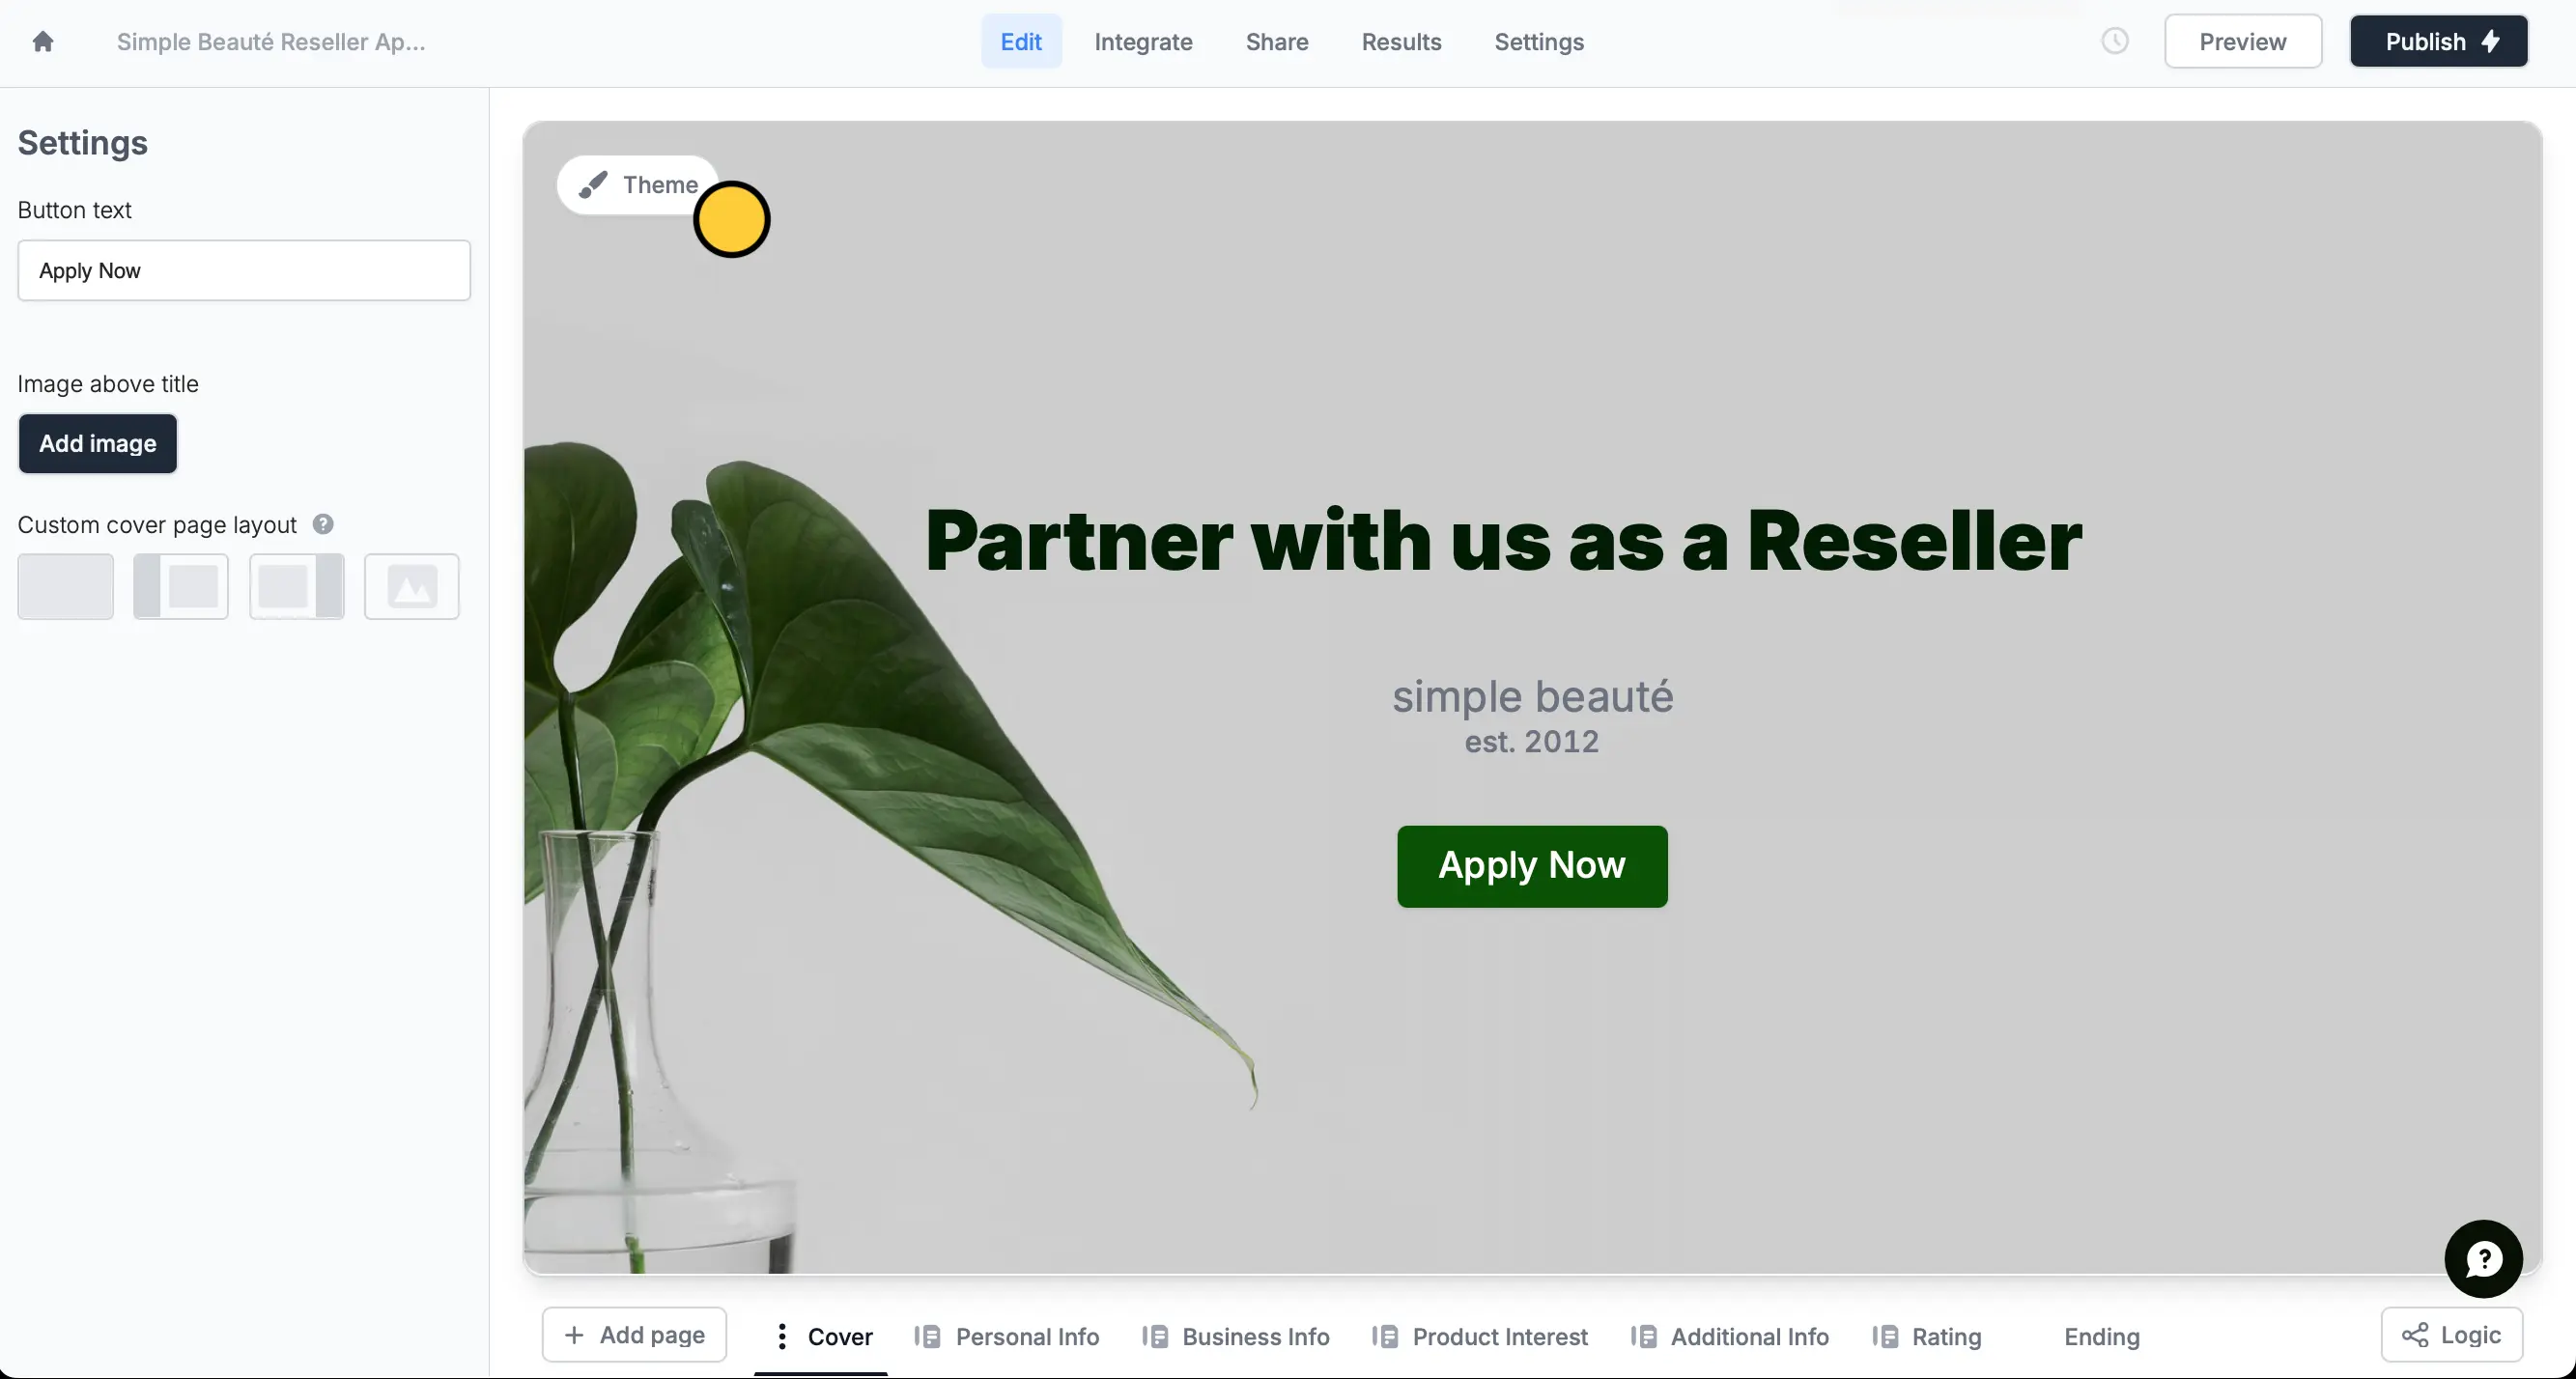 Simple Beauté Reseller Ap...
Edit
Integrate
Share
Results
Settings
Preview
Publish
Settings
Button text
Apply Now
Image above title
Add image
Custom cover page layout
?
Theme
Partner with us as a Reseller
simple beauté
est. 2012
Apply Now
?
+ Add page
Cover
Personal Info
Business Info
Product Interest
Additional Info
Rating
Ending
Logic